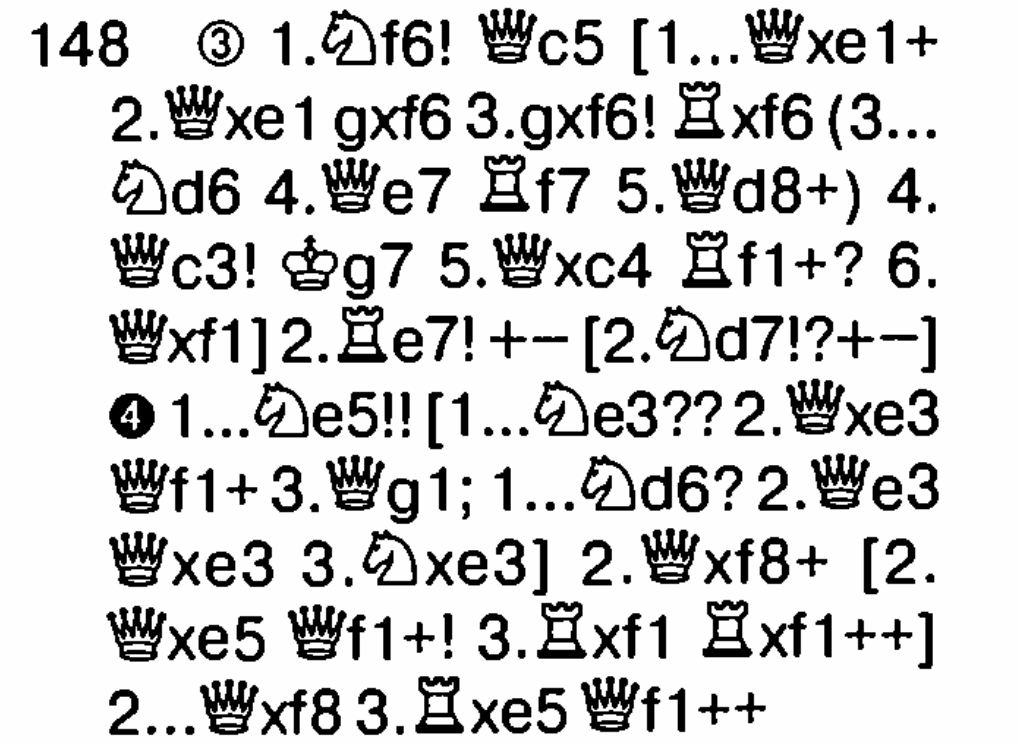 148 ③ 1.♘f6! ♕c5 [1...♕xe1+
2.♕xe1 gxf6 3.gxf6! ♖xf6 (3...
♘d6 4.♕e7 ♖f7 5.♕d8+) 4.
♕c3! ♔g7 5.♕xc4 ♖f1+? 6.
♕xf1] 2.♖e7! +− [2.♘d7!?+−]
❹ 1...♘e5!! [1...♘e3?? 2.♕xe3
♕f1+ 3.♕g1; 1...♘d6? 2.♕e3
♕xe3 3.♘xe3] 2.♕xf8+ [2.
♕xe5 ♕f1+! 3.♖xf1 ♖xf1++]
2...♕xf8 3.♖xe5 ♕f1++